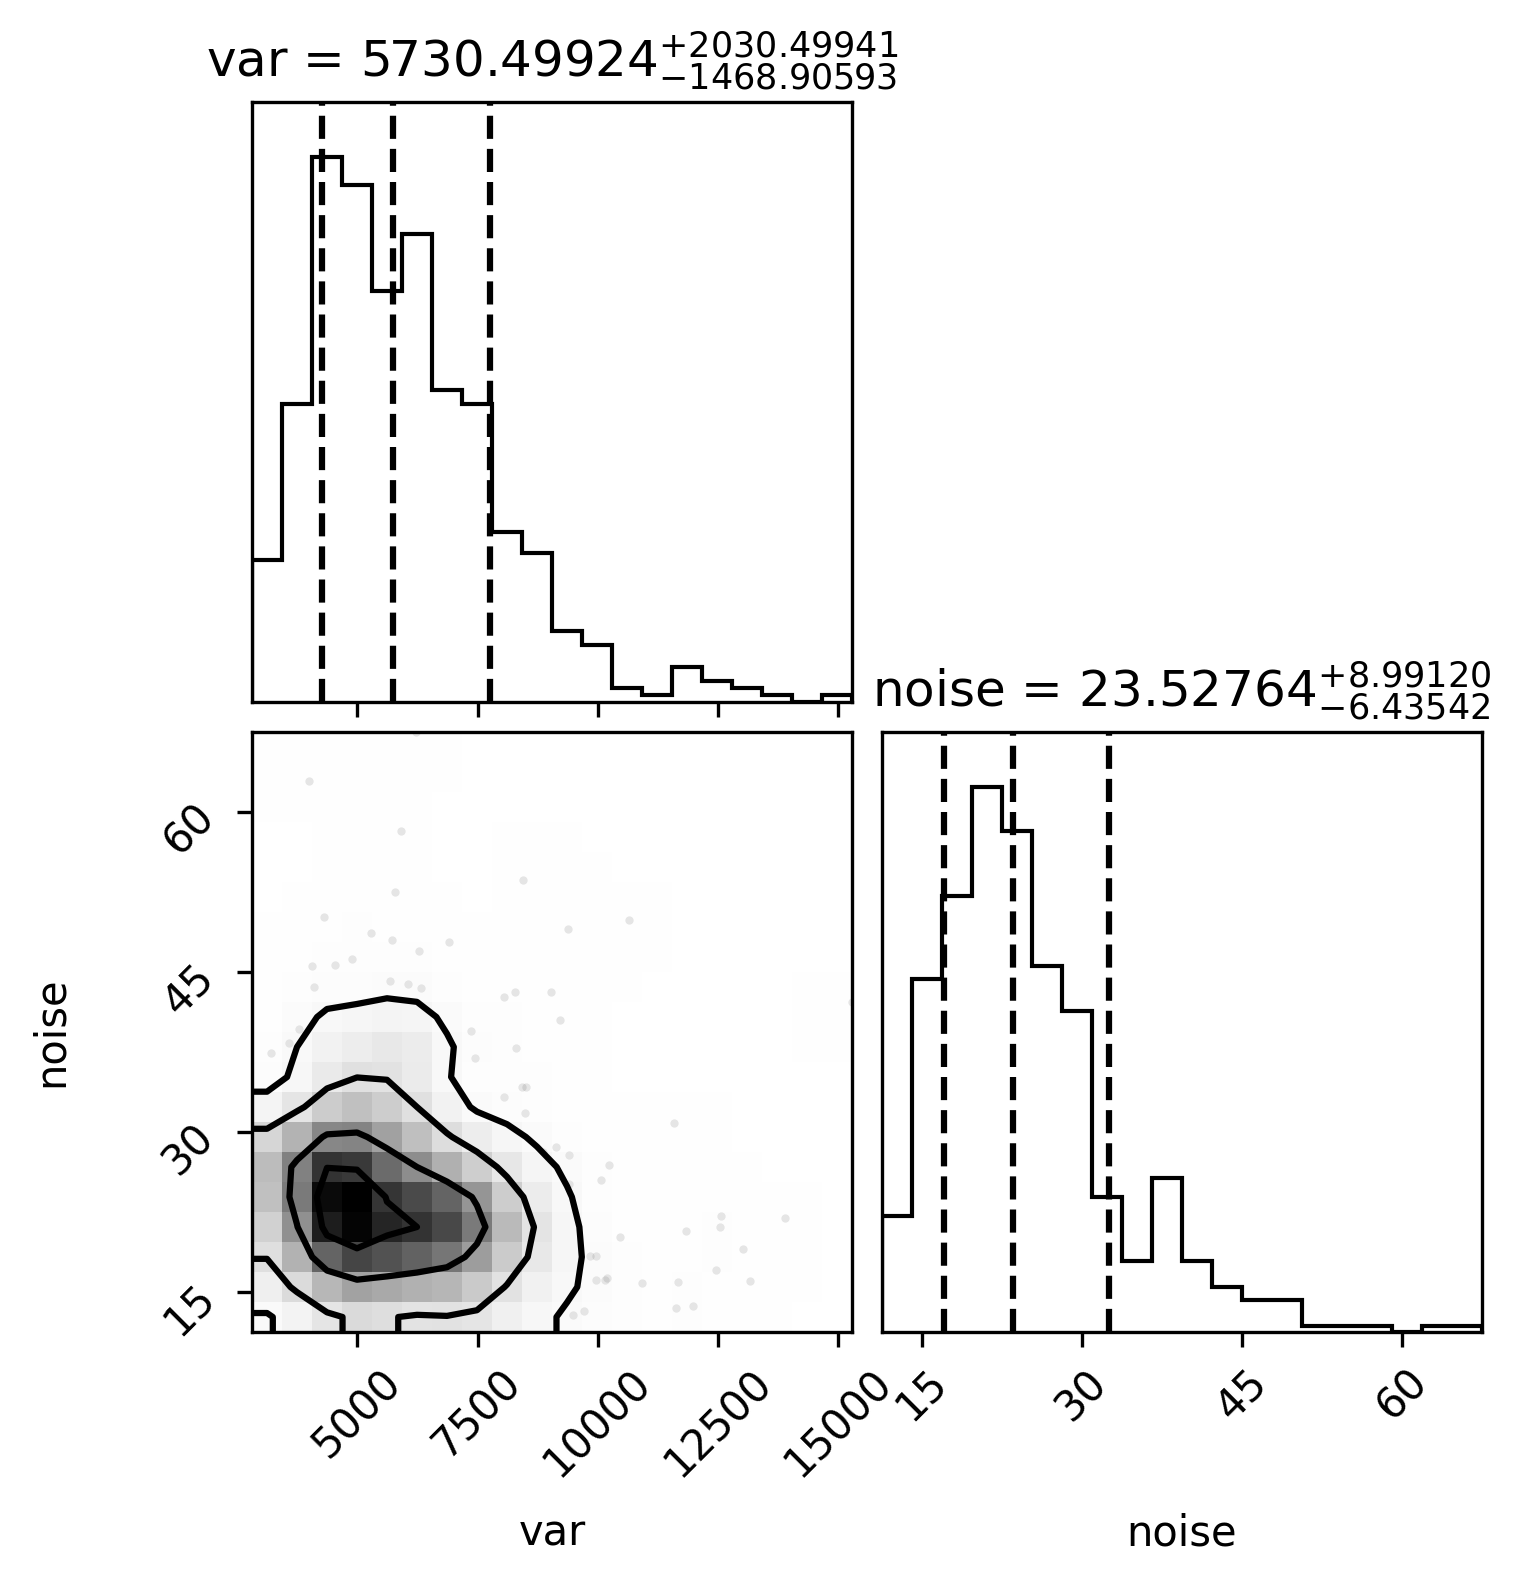 var = 5730.49924+2030.49941−1468.90593
noise = 23.52764+8.99120−6.43542
60
45
30
15
noise
5000 7500 10000 12500 15000
15 30 45 60
var
noise